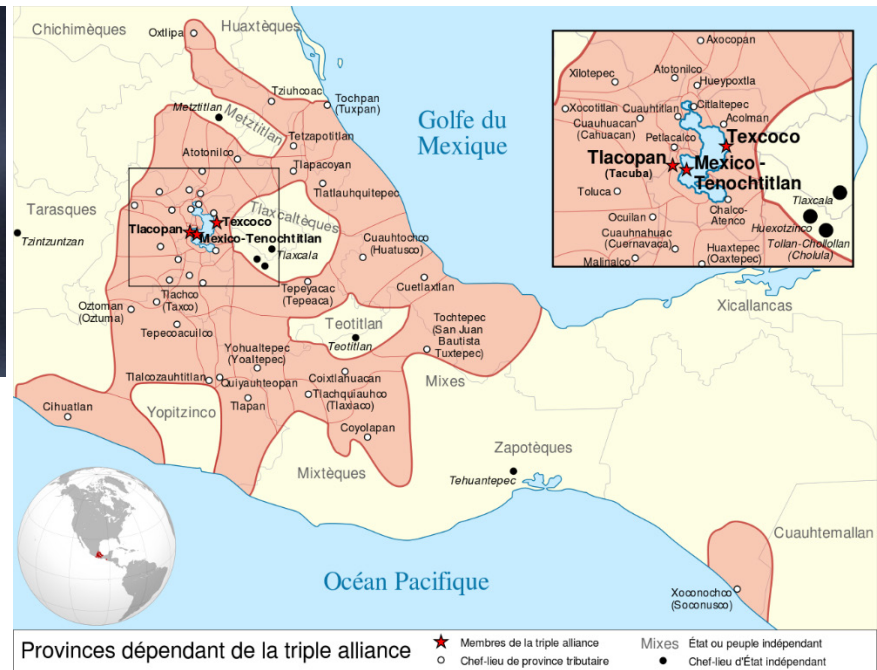 Chichimèques
Huaxtèques
Oxtlipa
Tziuhcoac
Tochpan
(Tuxpan)
Metztitlan
Metztitlan
Tetzapotitlan
Atotonilco
Tlapacoyan
Tlatlauhquitepec
Golfe du
Mexique
Tarasques
Tzintzuntzan
Texcoco
Tlacopan
Mexico-Tenochtitlan
Tlaxcaltèques
Tlaxcala
Cuauhtochco
(Huatusco)
Cuetlaxtlan
Tepeyacac
(Tepeaca)
Tlachco
(Taxco)
Oztoman
(Oztuma)
Tepecoacuilco
Teotitlan
Teotitlan
Tochtepec
(San Juan
Bautista
Tuxtepec)
Yohualtepec
(Yoaltepec)
Tlalcozauhtitlan
Quiyauhteopan
Coixtlahuacan
Tlachquiauhco
(Tlaxiaco)
Tlapan
Mixes
Cihuatlan
Yopitzinco
Coyolapan
Mixtèques
Zapotèques
Tehuantepec
Xicallancas
Cuauhtemallan
Xoconochco
(Soconusco)
Océan Pacifique
Axocopan
Xilotepec
Atotonilco
Hueypoxtla
Xocotitlan
Cuauhtitlan
Citlaltepec
Cuahuacan
(Cahuacan)
Acolman
Petlacalco
Texcoco
Tlacopan
(Tacuba)
Mexico -
Tenochtitlan
Toluca
Chalco-
Atenco
Tlaxcala
Huexotzinco
Tollan-Chollollan
(Cholula)
Ocuilan
Cuauhnahuac
(Cuernavaca)
Malinalco
Huaxtepec
(Oaxtepec)
Provinces dépendant de la triple alliance
Membres de la triple alliance
Chef-lieu de province tributaire
Mixes État ou peuple indépendant
Chef-lieu d'État indépendant